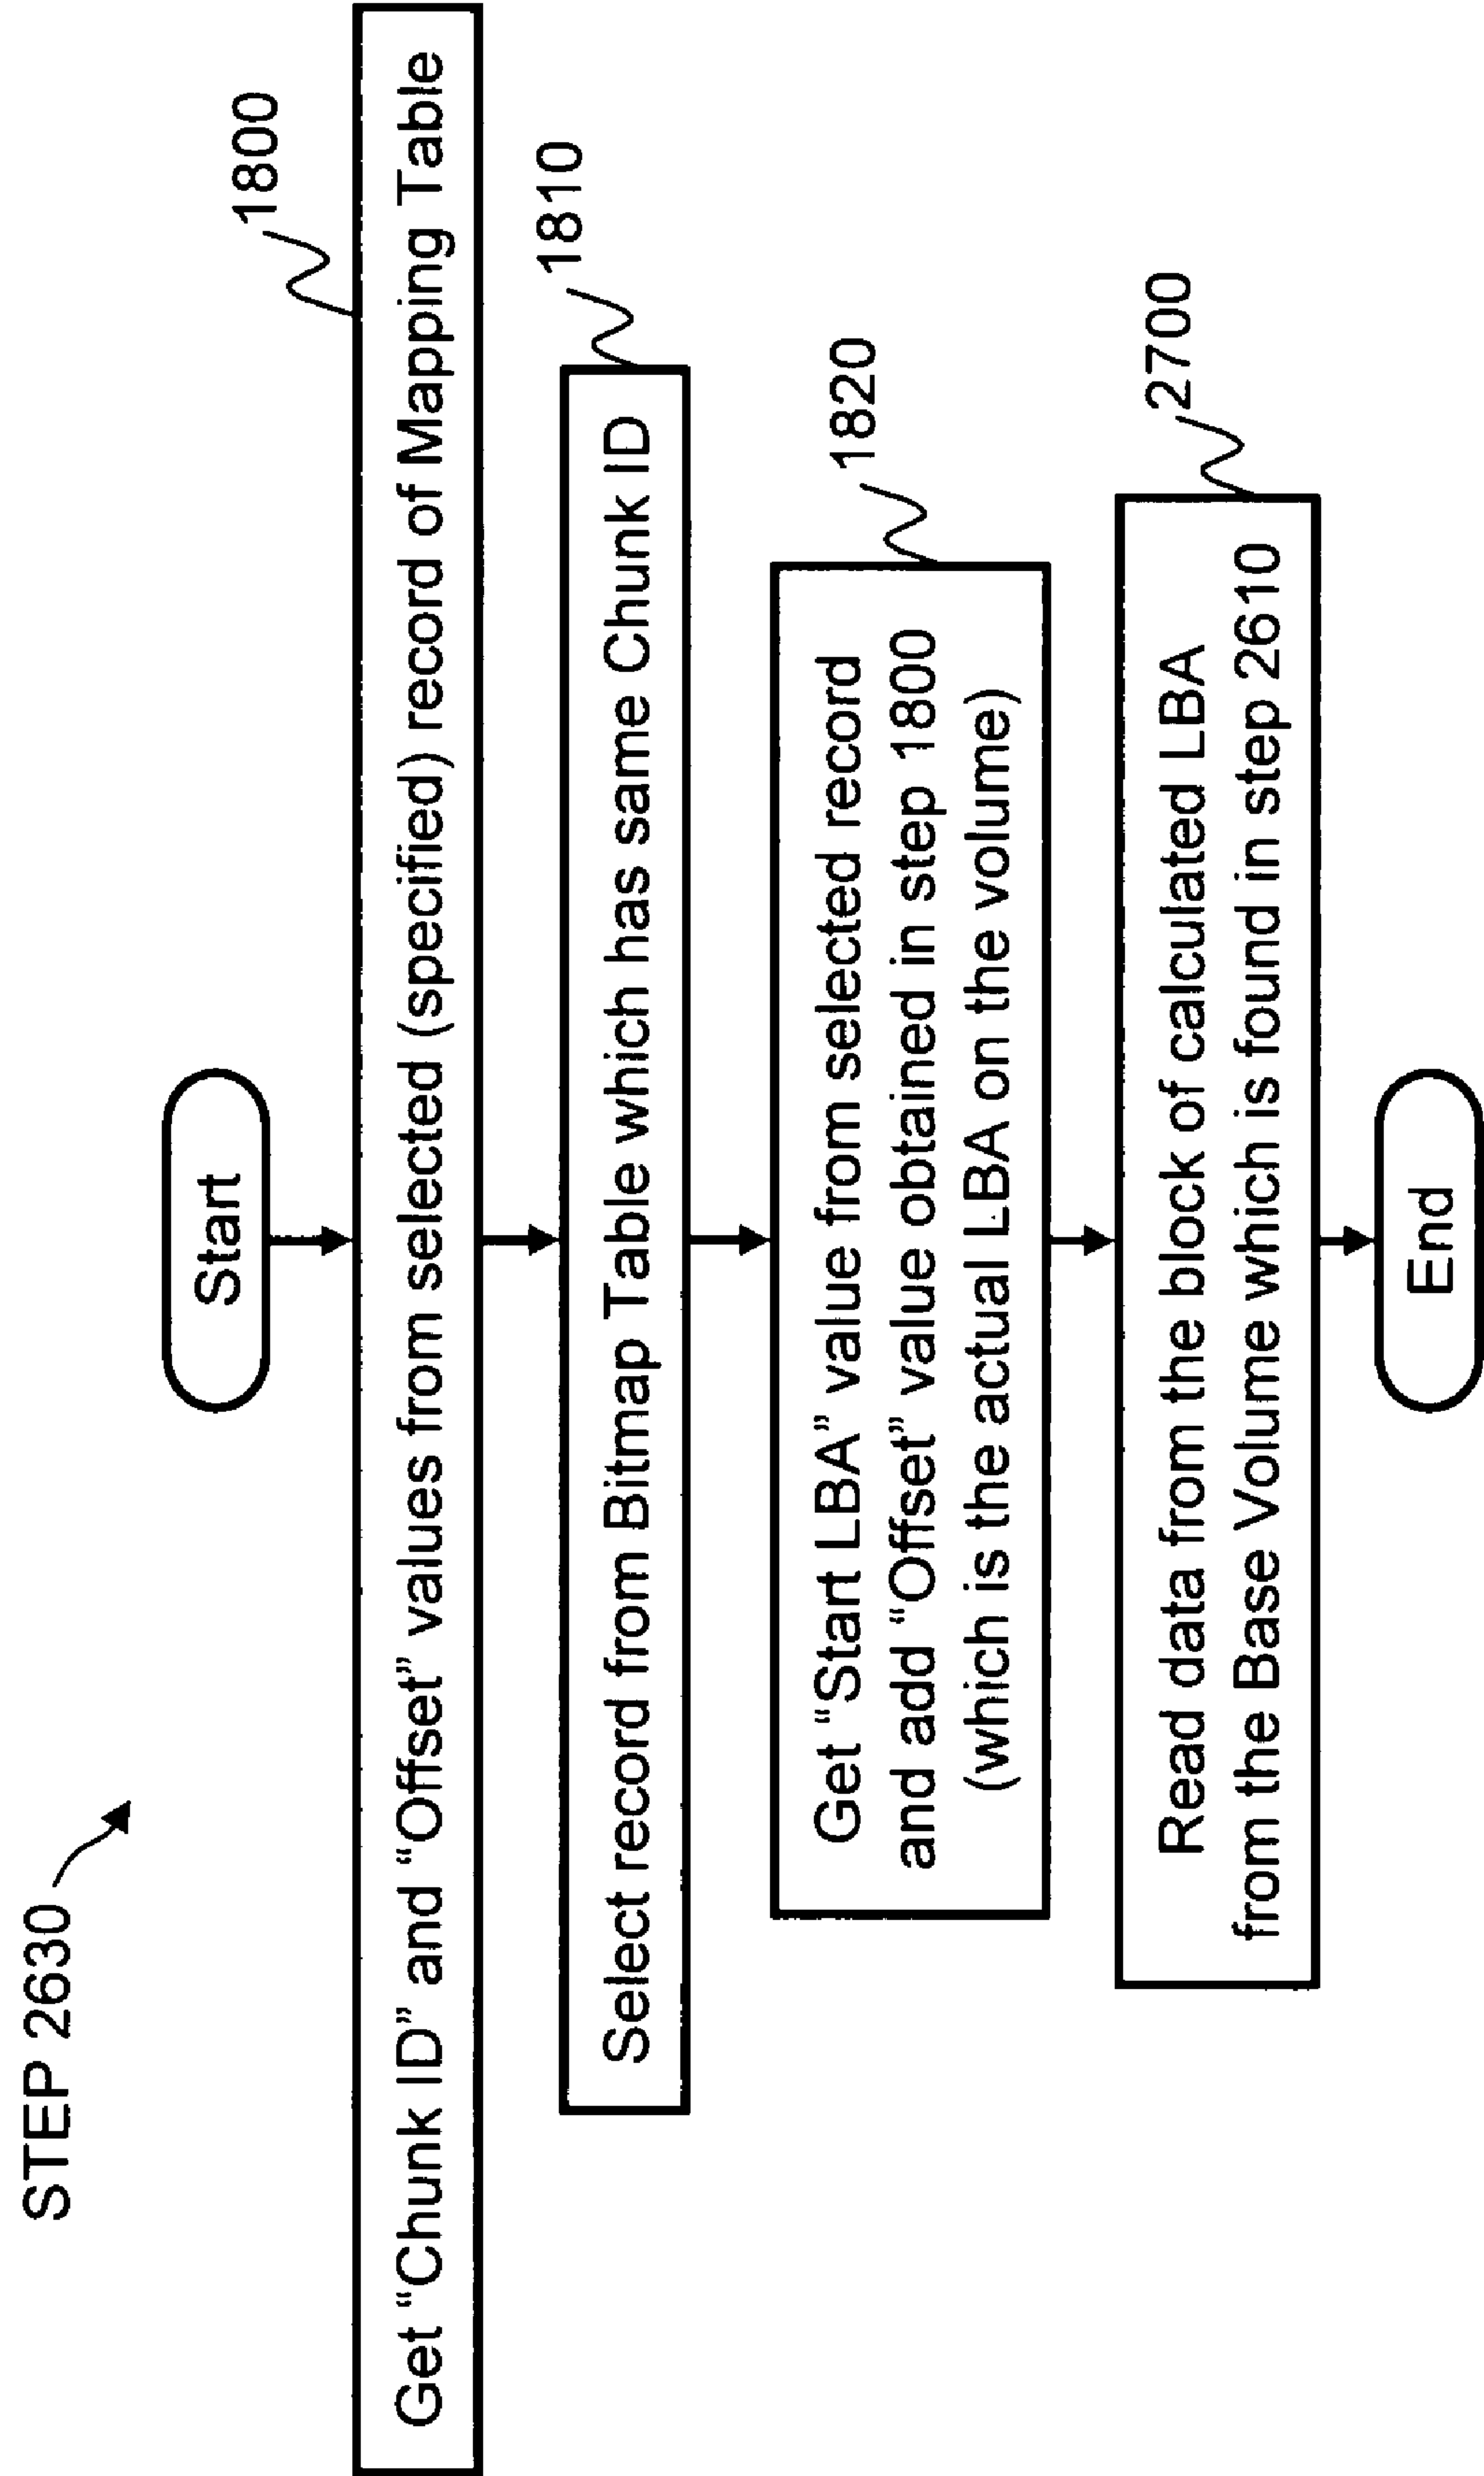 STEP 2630
Start
Get “Chunk ID” and “Offset” values from selected (specified) record of Mapping Table
1800
Select record from Bitmap Table which has same Chunk ID
1810
Get “Start LBA” value from selected record
and add “Offset” value obtained in step 1800
(which is the actual LBA on the volume)
1820
Read data from the block of calculated LBA
from the Base Volume which is found in step 2610
2700
End